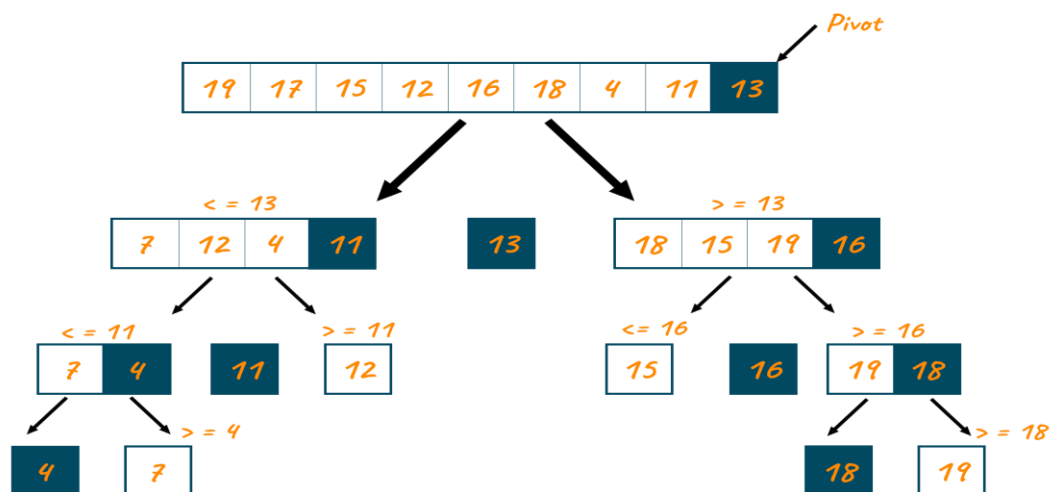 Pivot
19 17 15 12 16 18 4 11 13
< = 13 > = 13
7 12 4 11 13 18 15 19 16
< = 11 > = 11 <= 16 > = 16
7 4 11 12 15 16 19 18
> = 4 > = 18
4 7 18 19